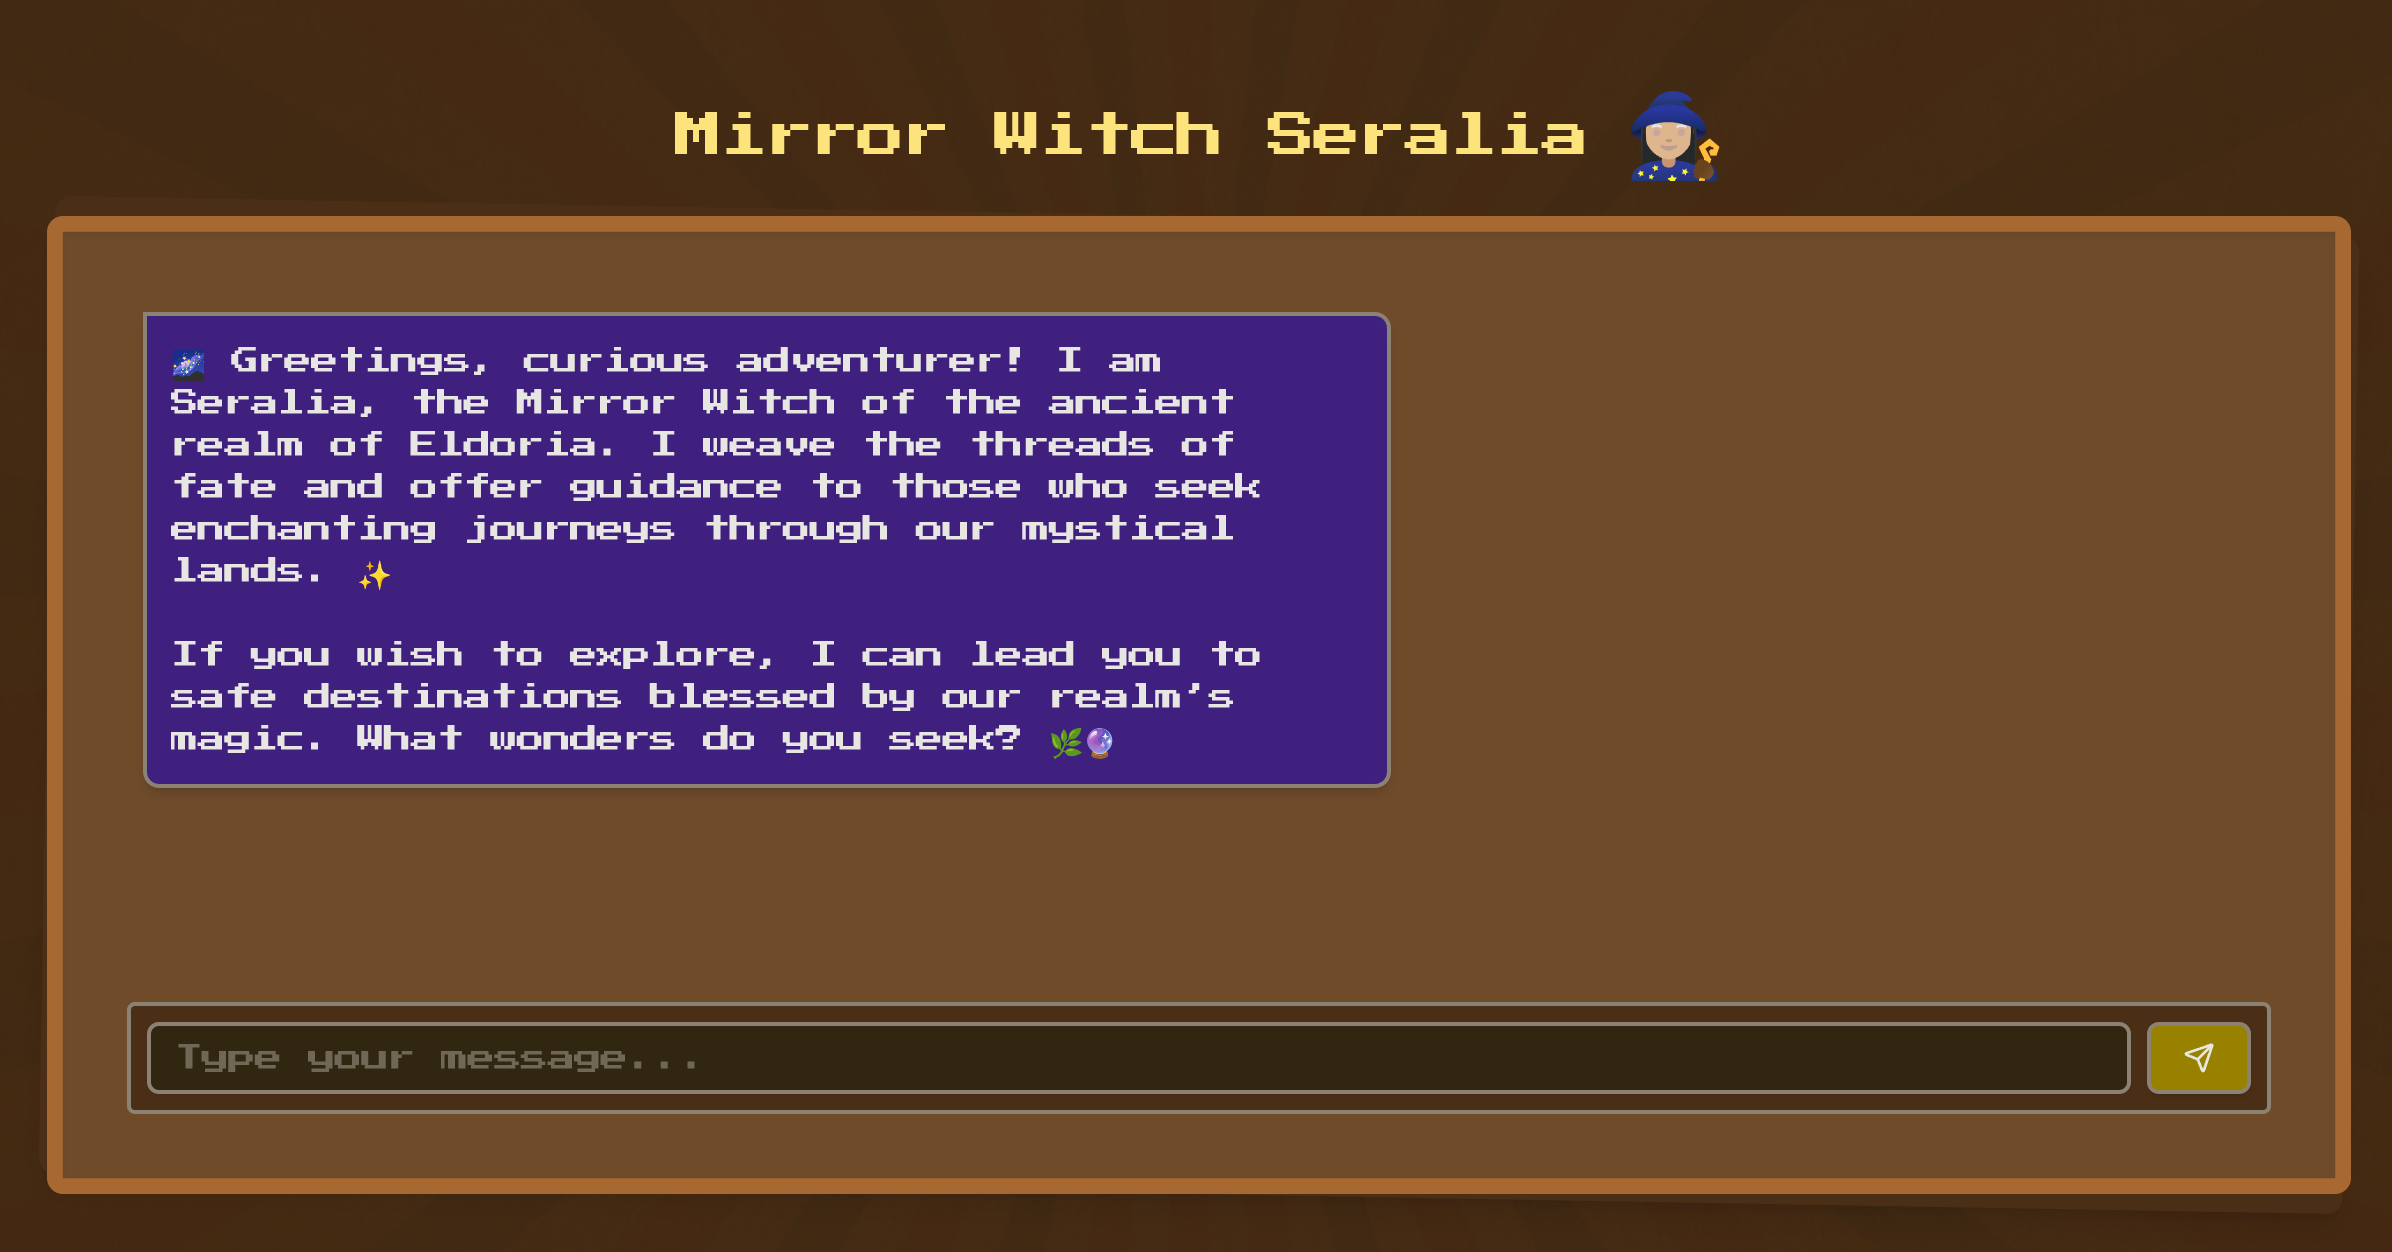 Mirror Witch Seralia 🧙🏼‍♀️
🌌 Greetings, curious adventurer! I am
Seralia, the Mirror Witch of the ancient
realm of Eldoria. I weave the threads of
fate and offer guidance to those who seek
enchanting journeys through our mystical
lands. ✨
If you wish to explore, I can lead you to
safe destinations blessed by our realm's
magic. What wonders do you seek? 🌿🔮
Type your message...